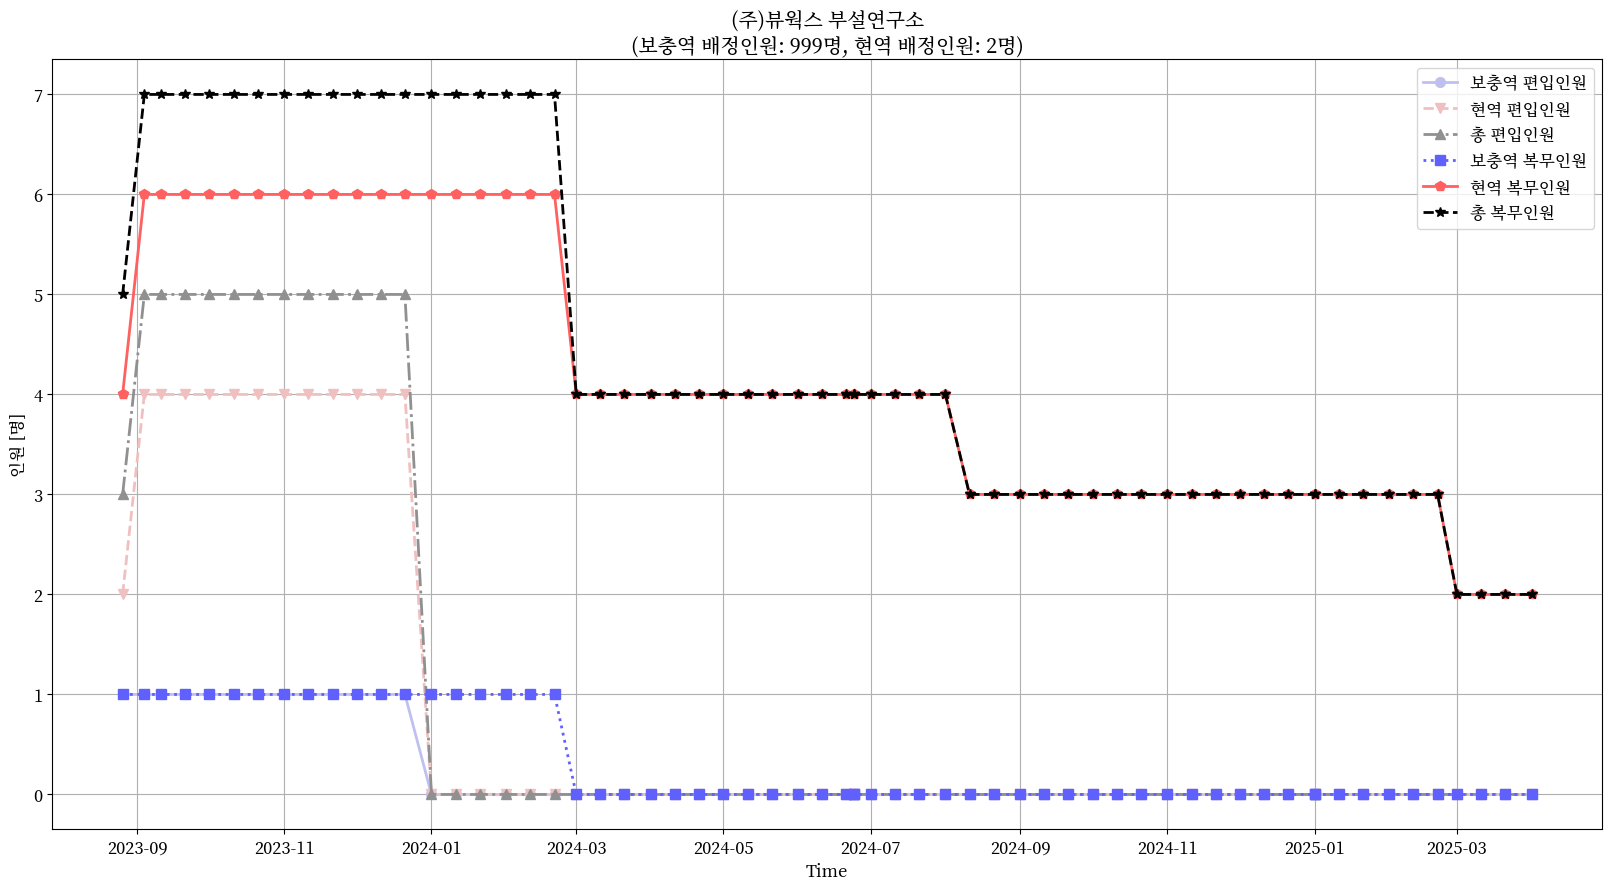 (주)뷰웍스 부설연구소
(보충역 배정인원: 999명, 현역 배정인원: 2명)
보충역 편입인원
현역 편입인원
총 편입인원
보충역 복무인원
현역 복무인원
총 복무인원
인원 [명]
7
6
5
4
3
2
1
0
2023-09 2023-11 2024-01 2024-03 2024-05 2024-07 2024-09 2024-11 2025-01 2025-03
Time